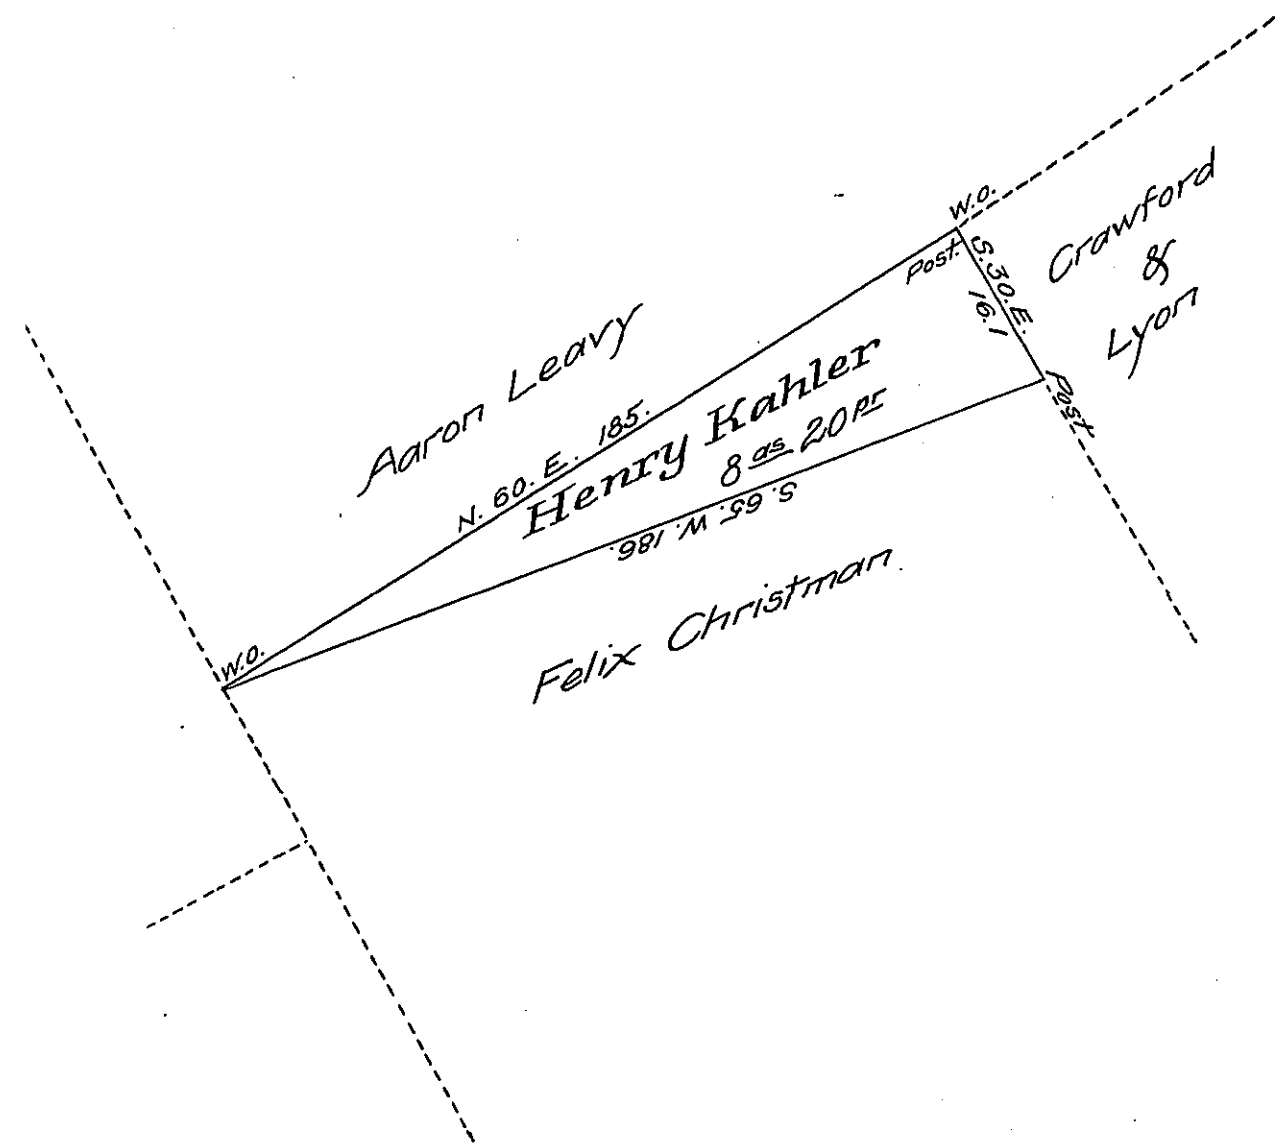 W.O.
Crawford
&
Lyon
Post.
S. 30. E.
16.1
Post
Aaron Leavy
N. 60. E. 185.
Henry Kahler
8 as 20 pr
S. 65. W. 186.
W.O.
Felix Christman